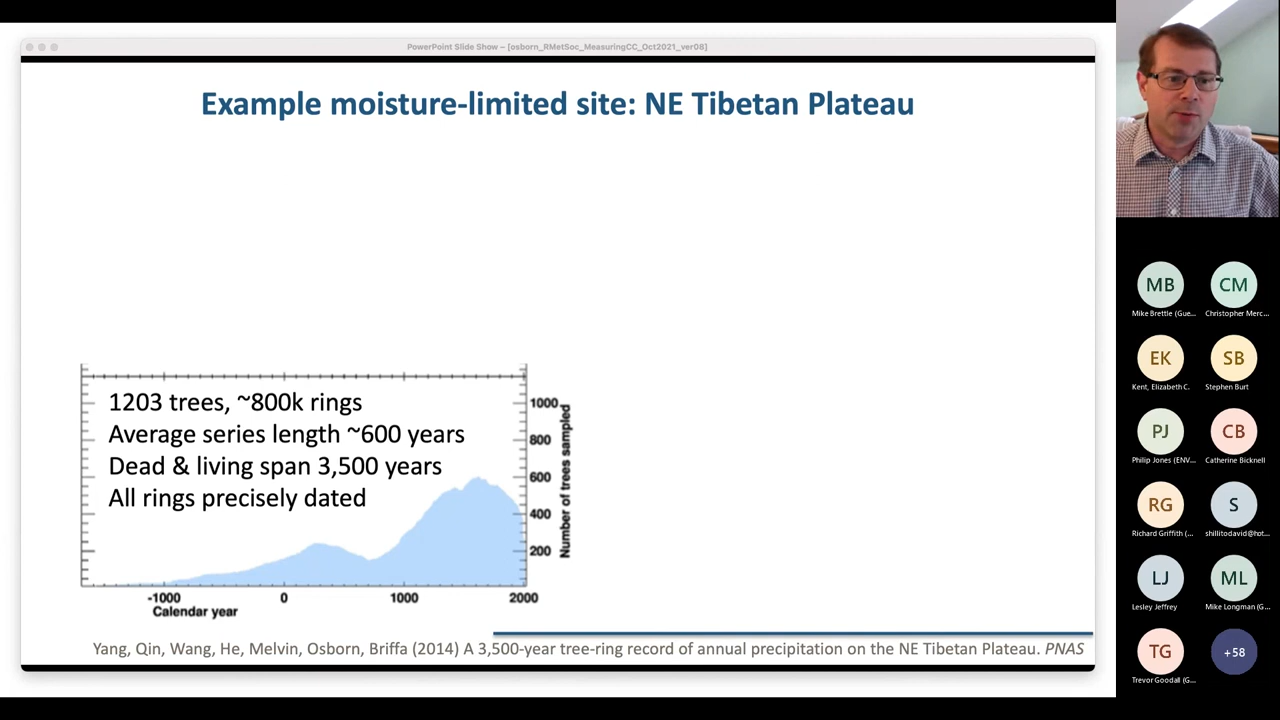 PowerPoint Slide Show – [osborn_RMetSoc_MeasuringCC_Oct2021_ver08]
Example moisture-limited site: NE Tibetan Plateau
1203 trees, ~800k rings
Average series length ~600 years
Dead & living span 3,500 years
All rings precisely dated
1000
800
600
400
200
Number of trees sampled
-1000 0 1000 2000
Calendar year
Yang, Qin, Wang, He, Melvin, Osborn, Briffa (2014) A 3,500-year tree-ring record of annual precipitation on the NE Tibetan Plateau. PNAS
MB CM
Mike Brettle (Gue... Christopher Merc...
EK SB
Kent, Elizabeth C. Stephen Burt
PJ CB
Philip Jones (ENV... Catherine Bicknell
RG S
Richard Griffith (... shillitodavid@hot...
LJ ML
Lesley Jeffrey Mike Longman (G...
TG +58
Trevor Goodall (G...